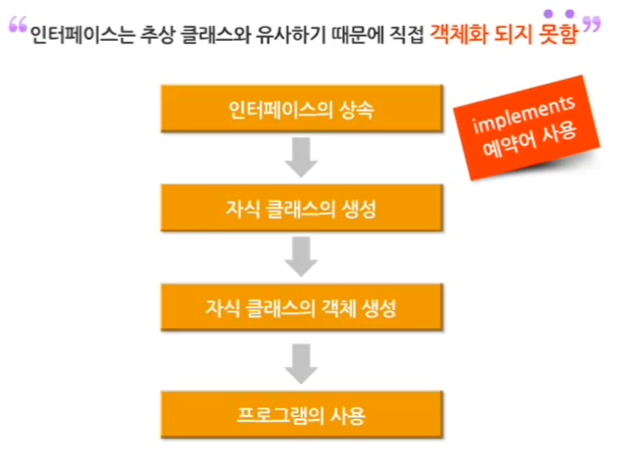 “인터페이스는 추상 클래스와 유사하기 때문에 직접 객체화 되지 못함”
인터페이스의 상속
implements
예약어 사용
자식 클래스의 생성
자식 클래스의 객체 생성
프로그램의 사용